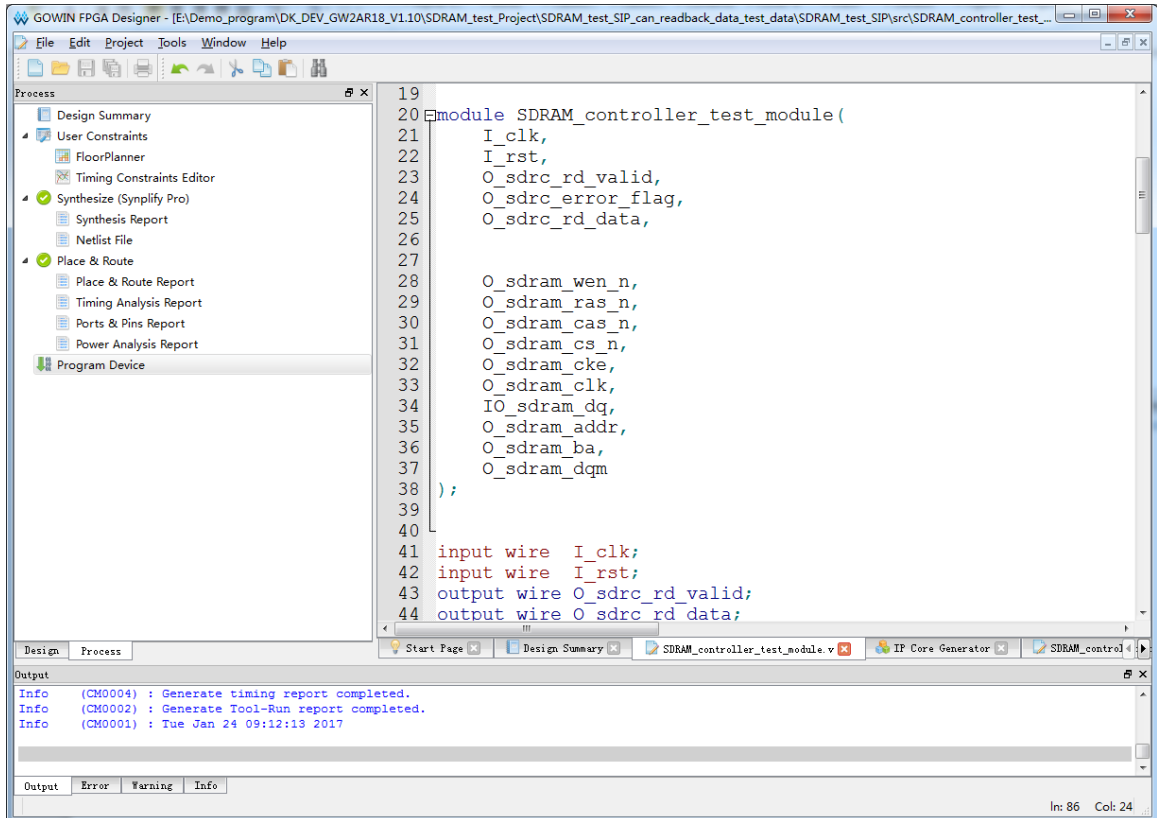 GOWIN FPGA Designer - [E:\Demo_program\DK_DEV_GW2AR18_V1.10\SDRAM_test_Project\SDRAM_test_SIP_can_readback_data_test_data\SDRAM_test_SIP\src\SDRAM_controller_test_...
File Edit Project Tools Window Help
Process
Design Summary
User Constraints
FloorPlanner
Timing Constraints Editor
Synthesize (Synplify Pro)
Synthesis Report
Netlist File
Place & Route
Place & Route Report
Timing Analysis Report
Ports & Pins Report
Power Analysis Report
Program Device
Design Process
19
20 module SDRAM_controller_test_module(
21 I_clk,
22 I_rst,
23 O_sdrc_rd_valid,
24 O_sdrc_error_flag,
25 O_sdrc_rd_data,
26
27
28 O_sdram_wen_n,
29 O_sdram_ras_n,
30 O_sdram_cas_n,
31 O_sdram_cs_n,
32 O_sdram_cke,
33 O_sdram_clk,
34 IO_sdram_dq,
35 O_sdram_addr,
36 O_sdram_ba,
37 O_sdram_dqm
38 );
39
40
41 input wire I_clk;
42 input wire I_rst;
43 output wire O_sdrc_rd_valid;
44 output wire O_sdrc_rd_data;
Start Page Design Summary SDRAM_controller_test_module.v IP Core Generator SDRAM_control
Output
Info (CM0004) : Generate timing report completed.
Info (CM0002) : Generate Tool-Run report completed.
Info (CM0001) : Tue Jan 24 09:12:13 2017
Output Error Warning Info
ln: 86 Col: 24